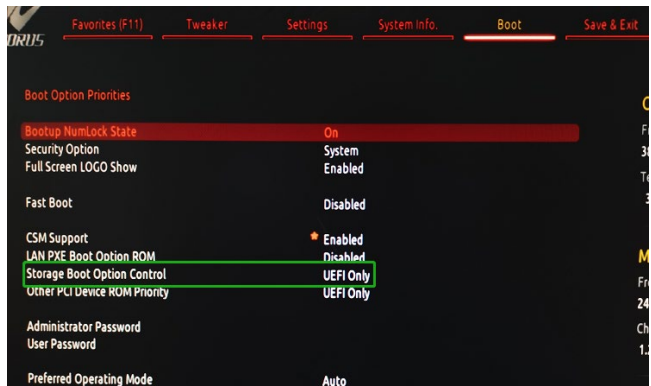 Favorites (F11) Tweaker Settings System Info. Boot Save & Exit
ORUS
Boot Option Priorities
Bootup NumLock State On
Security Option System
Full Screen LOGO Show Enabled
Fast Boot Disabled
CSM Support Enabled
LAN PXE Boot Option ROM Disabled
Storage Boot Option Control UEFI Only
Other PCI Device ROM Priority UEFI Only
Administrator Password
User Password
Preferred Operating Mode Auto